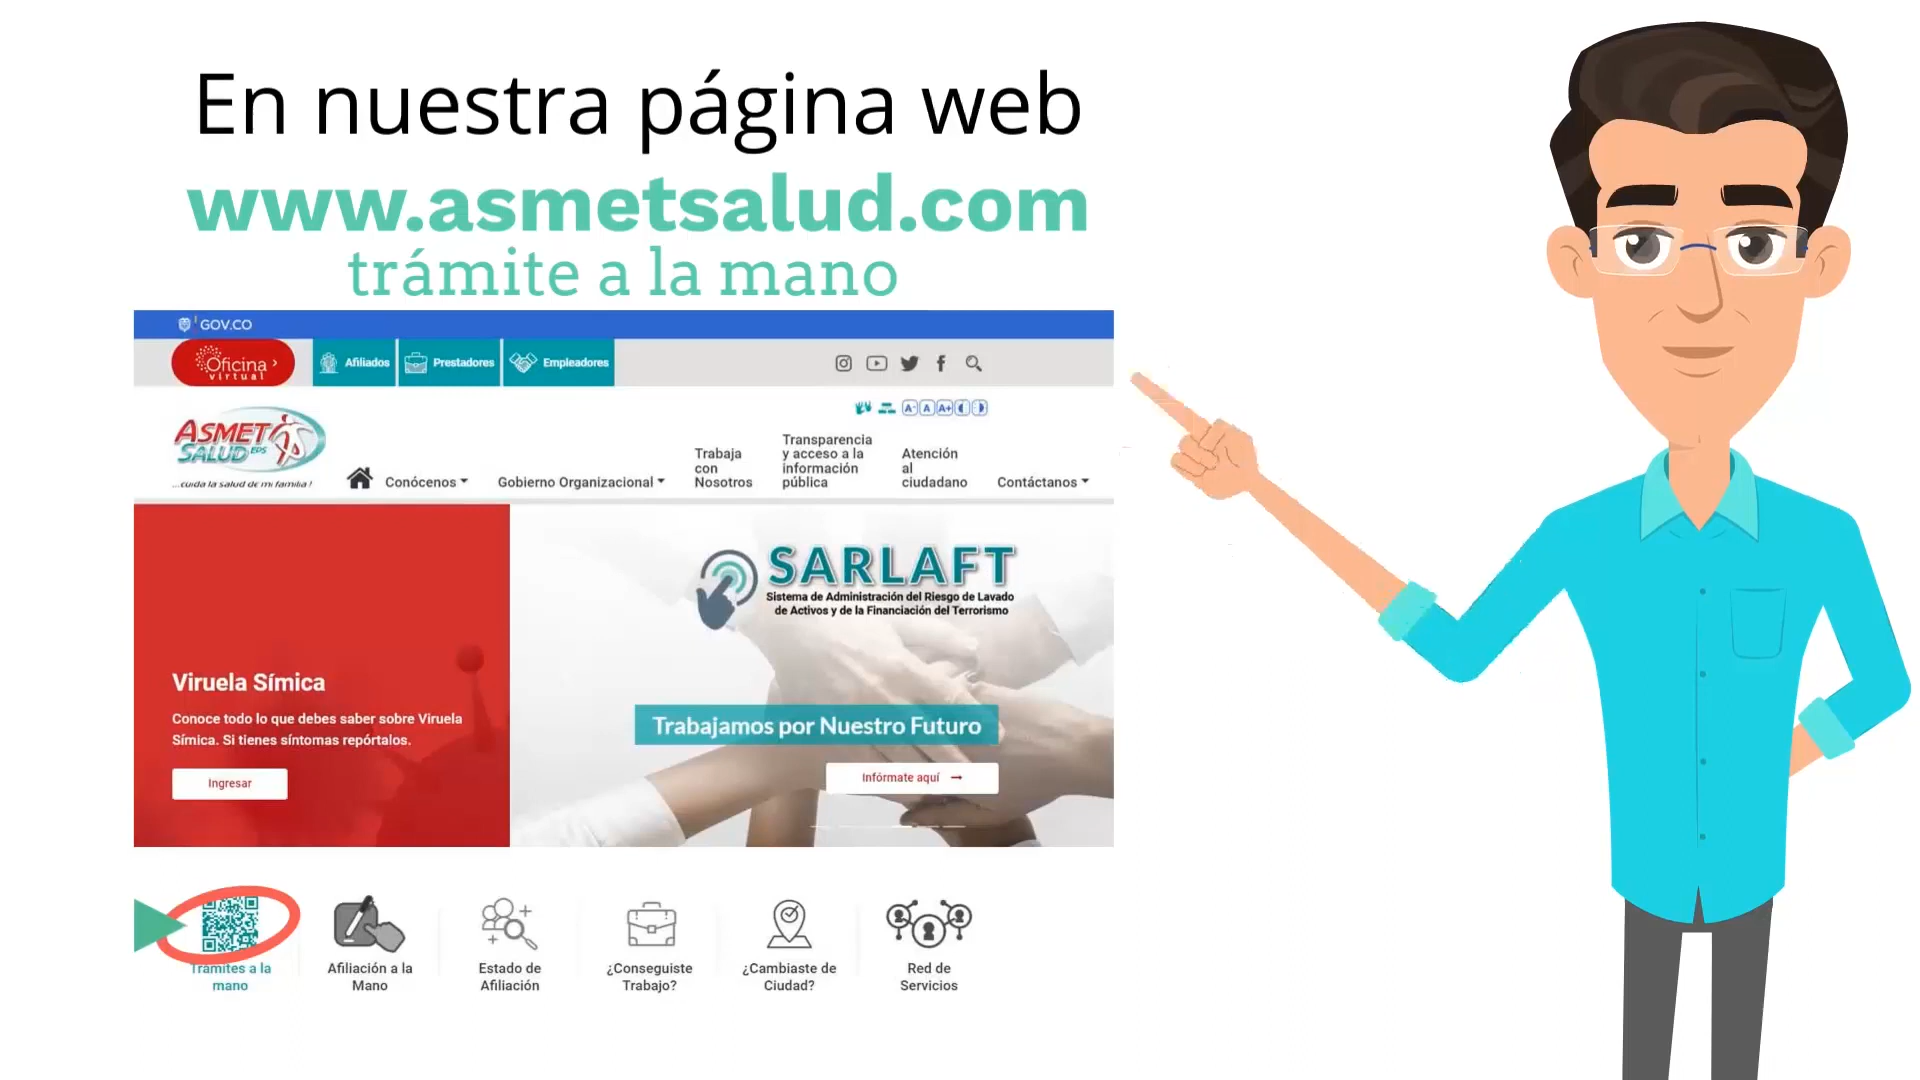 En nuestra página web
www.asmetsalud.com
trámite a la mano
GOV.CO
Oficina
virtual
Afiliados
Prestadores
Empleadores
A- A A+
ASMET
SALUD EPS
...cuida la salud de mi familia!
Conócenos
Gobierno Organizacional
Trabaja
con
Nosotros
Transparencia
y acceso a la
información
pública
Atención
al
ciudadano
Contáctanos
SARLAFT
Sistema de Administración del Riesgo de Lavado
de Activos y de la Financiación del Terrorismo
Viruela Símica
Conoce todo lo que debes saber sobre Viruela
Símica. Si tienes síntomas repórtalos.
Ingresar
Trabajamos por Nuestro Futuro
Infórmate aquí
Trámites a la
mano
Afiliación a la
Mano
Estado de
Afiliación
¿Conseguiste
Trabajo?
¿Cambiaste de
Ciudad?
Red de
Servicios